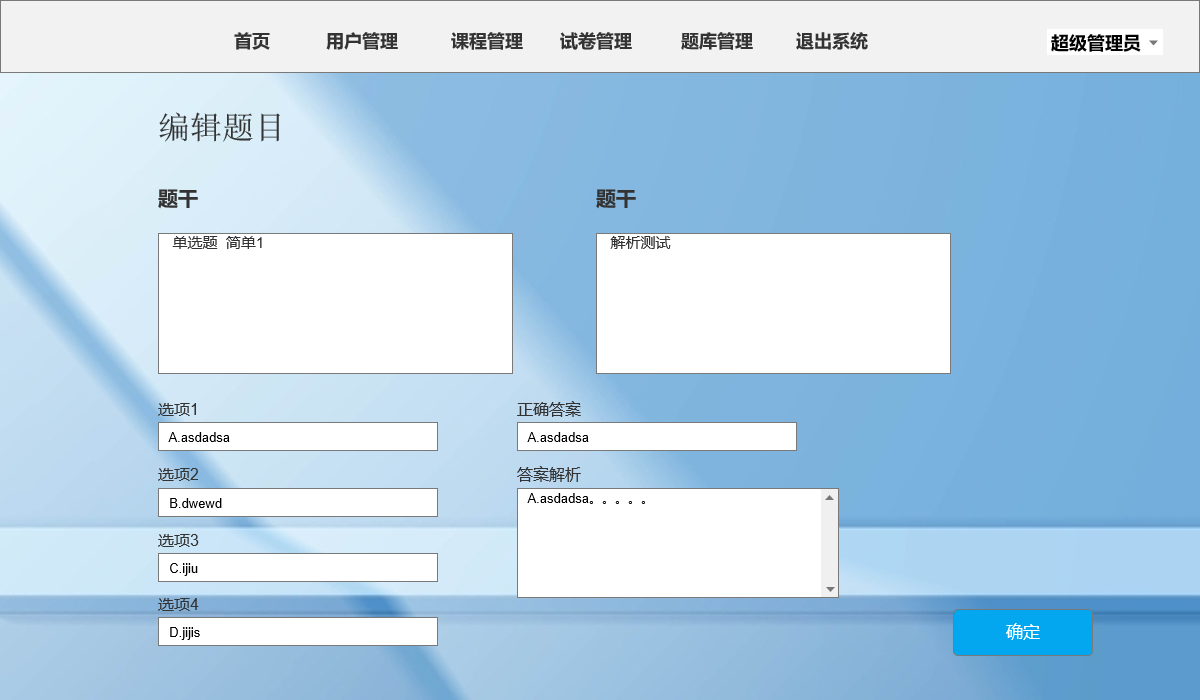 首页 用户管理 课程管理 试卷管理 题库管理 退出系统 超级管理员
编辑题目
题干 题干
单选题 简单1 解析测试
选项1 正确答案
A.asdadsa A.asdadsa
选项2 答案解析
B.dwewd A.asdadsa。。。。。
选项3
C.ijiu
选项4
D.jijis
确定